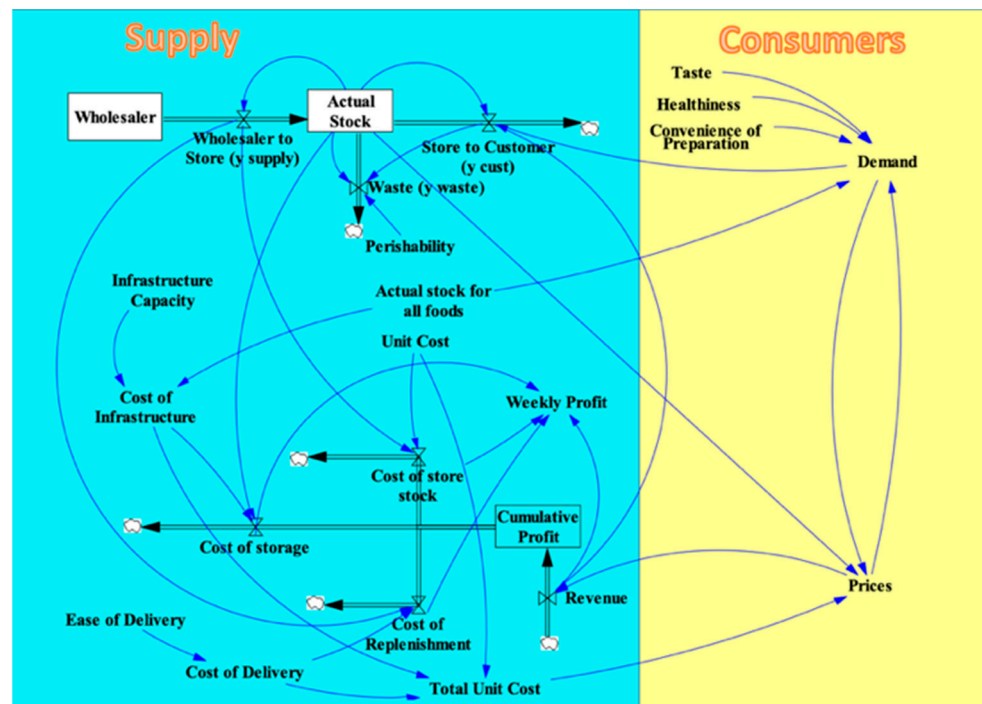 Supply
Consumers
Taste
Healthiness
Convenience of
Preparation
Demand
Wholesaler
Actual
Stock
Wholesaler to
Store (y supply)
Store to Customer
(y cust)
Waste (y waste)
Perishability
Infrastructure
Capacity
Actual stock for
all foods
Unit Cost
Cost of
Infrastructure
Weekly Profit
Cost of store
stock
Cumulative
Profit
Cost of storage
Prices
Revenue
Ease of Delivery
Cost of
Replenishment
Cost of Delivery
Total Unit Cost